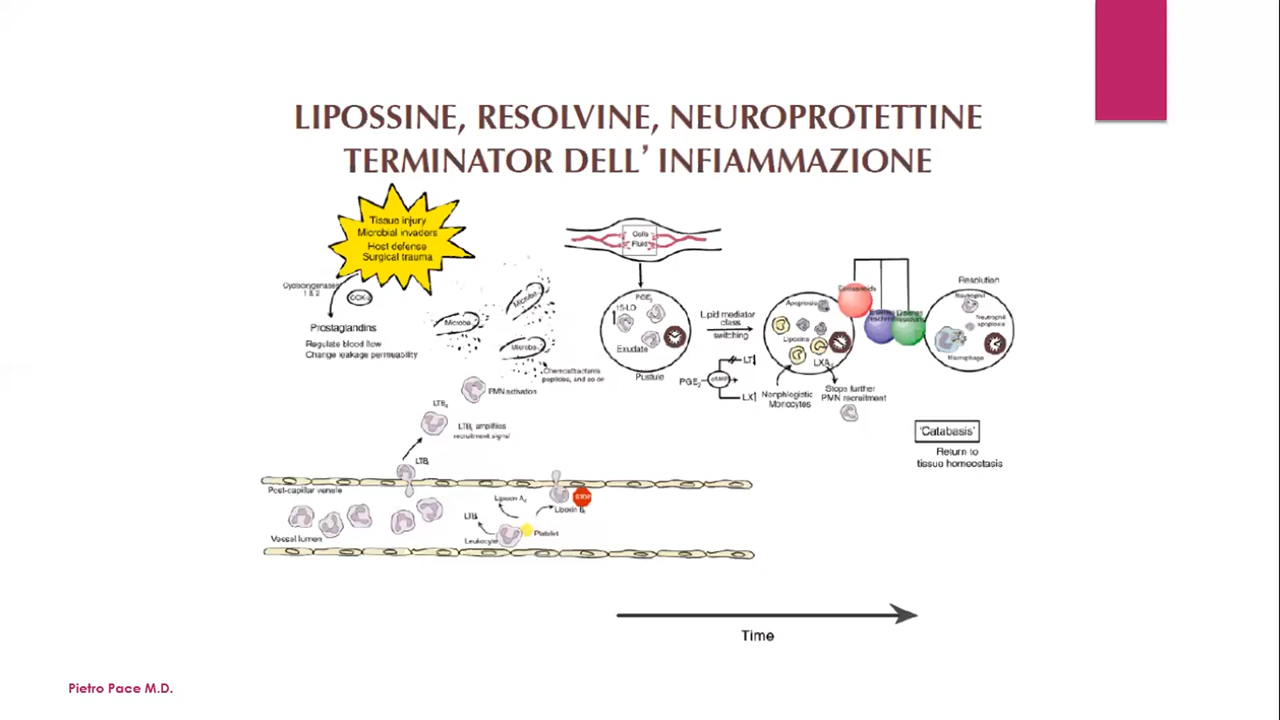 LIPOSSINE, RESOLVINE, NEUROPROTETTINE
TERMINATOR DELL' INFIAMMAZIONE
Tissue injury
Microbial invaders
Host defense
Surgical trauma
Cyclooxygenases
1 & 2
Prostaglandins
Regulate blood flow
Change leakage permeability
Microbe
Microbe
Microbe
Chemoattractants
peptides, and so on
PMN activation
LTB4
LTB4 amplifies
recruitment signal
LTB4
Post-capillar venule
Vessel lumen
Lipoxin A4
LTB4
Leukocyte
Platelet
Lipoxin B4
STOP
Cells
Fluid
PGE2
15-LO
Exudate
Pustule
Lipid mediator
class
switching
PGE2
LT
LX
Apoptosis
Lipoxins
LXA4
Nonphlogistic
Monocytes
Stops further
PMN recruitment
Resolution
Neutrophil
Neutrophil
apoptosis
Macrophage
'Catabasis'
Return to
tissue homeostasis
Time
Pietro Pace M.D.